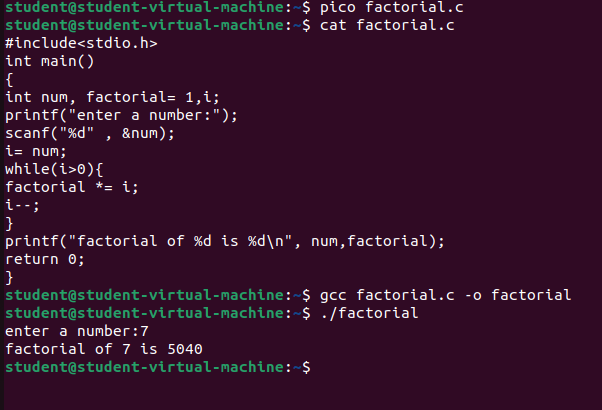 student@student-virtual-machine:~$ pico factorial.c
student@student-virtual-machine:~$ cat factorial.c
#include<stdio.h>
int main()
{
int num, factorial= 1,i;
printf("enter a number:");
scanf("%d" , &num);
i= num;
while(i>0){
factorial *= i;
i--;
}
printf("factorial of %d is %d\n", num,factorial);
return 0;
}
student@student-virtual-machine:~$ gcc factorial.c -o factorial
student@student-virtual-machine:~$ ./factorial
enter a number:7
factorial of 7 is 5040
student@student-virtual-machine:~$